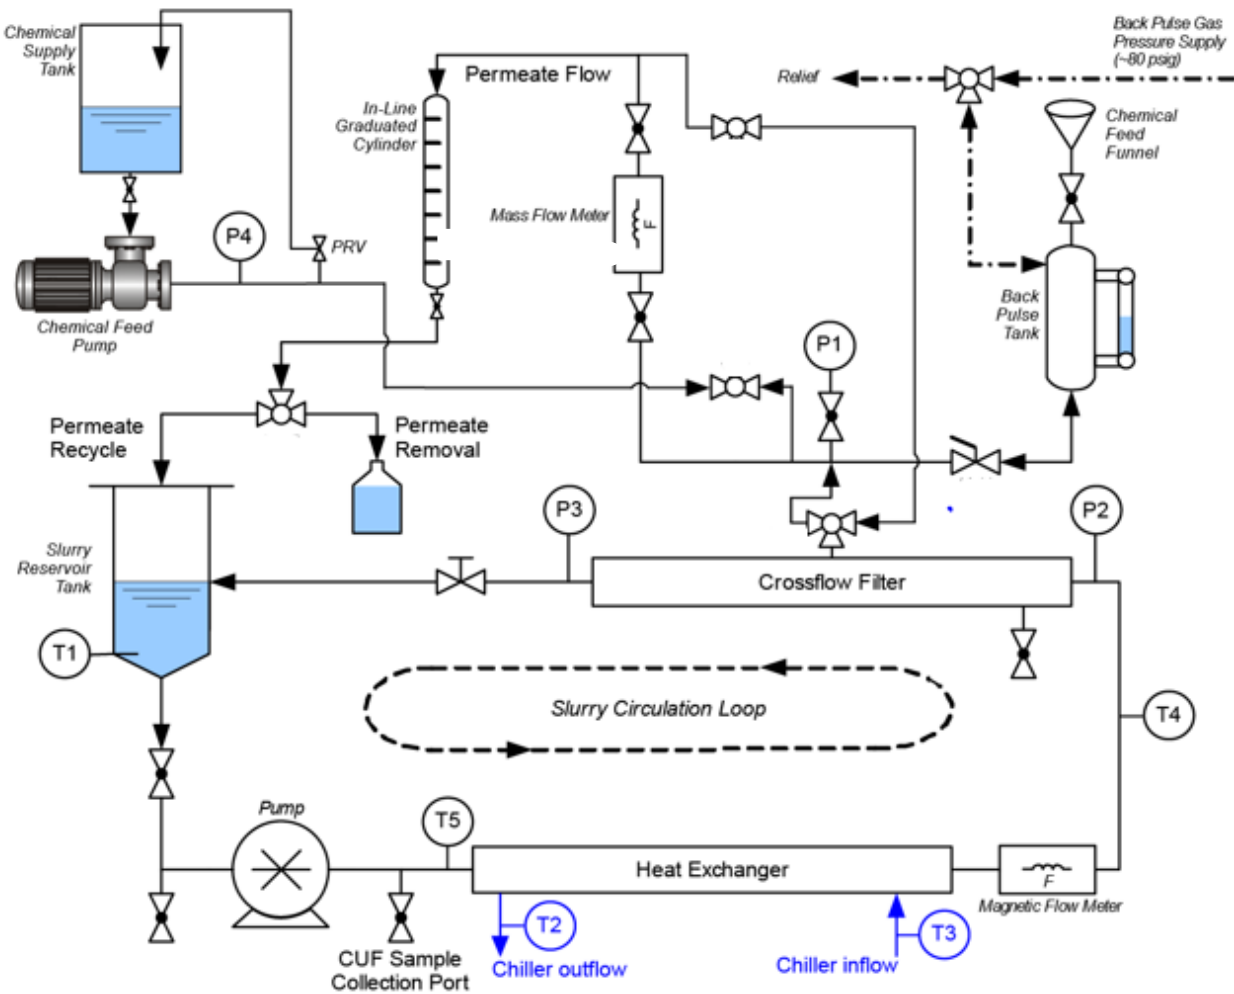 Chemical
Supply
Tank
Permeate Flow
In-Line
Graduated
Cylinder
Relief
Back Pulse Gas
Pressure Supply
(~80 psig)
Chemical
Feed
Funnel
Mass Flow Meter
F
P4
PRV
Chemical Feed
Pump
Back
Pulse
Tank
P1
Permeate
Recycle
Permeate
Removal
P3
P2
Slurry
Reservoir
Tank
Crossflow Filter
T1
Slurry Circulation Loop
T4
Pump
T5
Heat Exchanger
F
Magnetic Flow Meter
T2
T3
CUF Sample
Collection Port
Chiller outflow
Chiller inflow